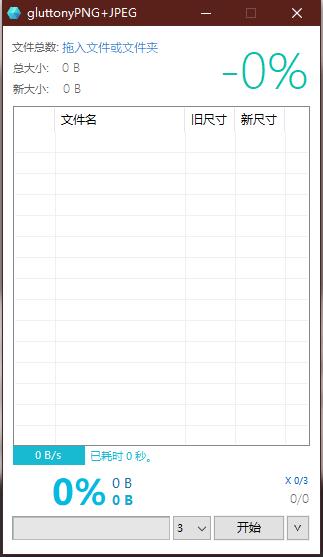 gluttonyPNG+JPEG
文件总数: 拖入文件或文件夹
总大小: 0 B
新大小: 0 B
-0%
文件名 旧尺寸 新尺寸
0 B/s 已耗时 0 秒。
0% 0 B
0 B
X 0/3
0/0
3 开始 V